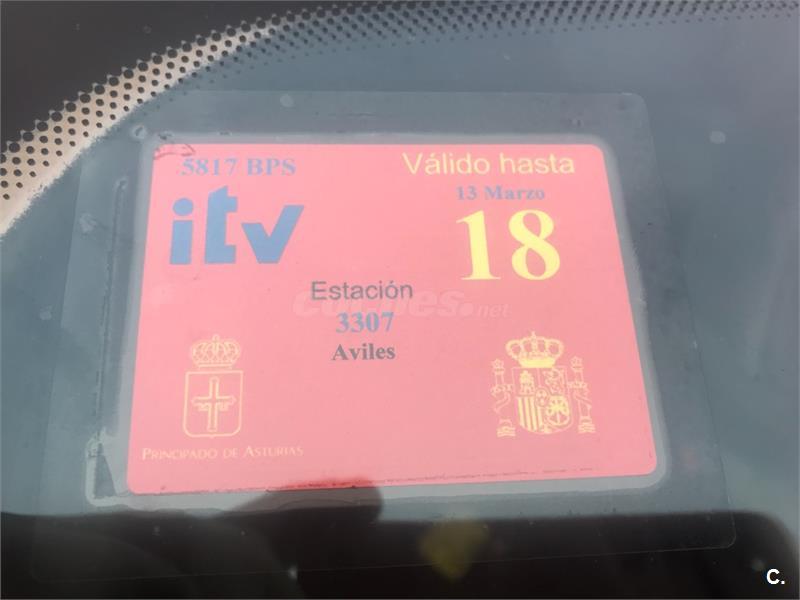 5817 BPS
Válido hasta
13 Marzo
itv
18
Estación
coches.net
3307
Aviles
PRINCIPADO DE ASTURIAS
C.